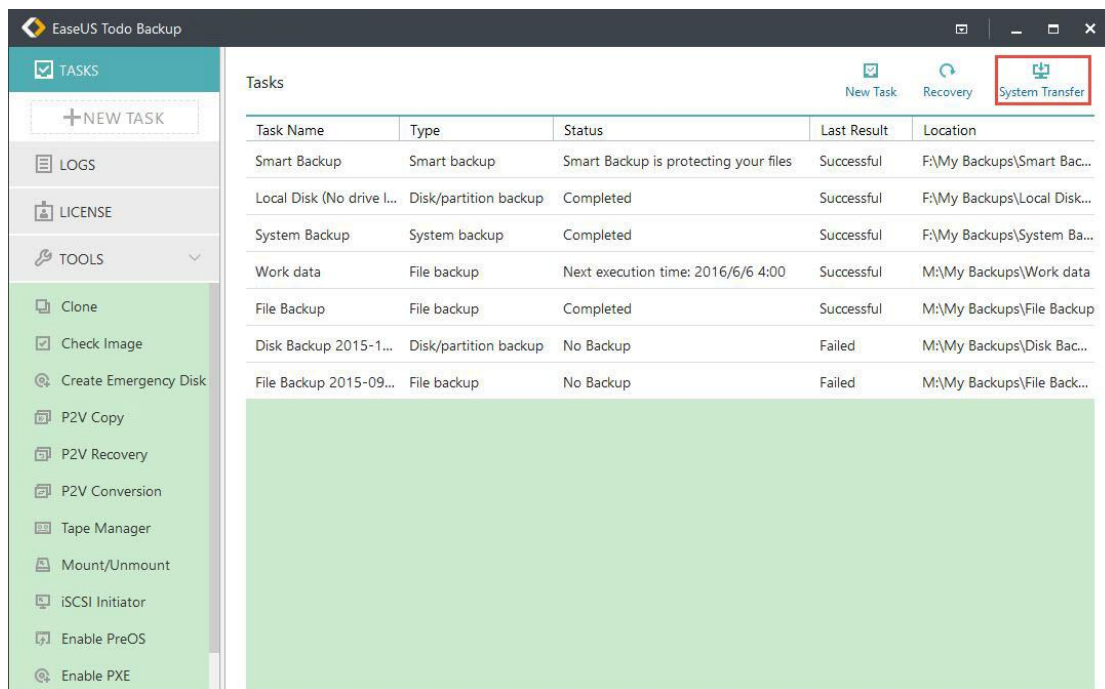 EaseUS Todo Backup
TASKS
NEW TASK
LOGS
LICENSE
TOOLS
Clone
Check Image
Create Emergency Disk
P2V Copy
P2V Recovery
P2V Conversion
Tape Manager
Mount/Unmount
iSCSI Initiator
Enable PreOS
Enable PXE
Tasks
New Task Recovery System Transfer
Task Name Type Status Last Result Location
Smart Backup Smart backup Smart Backup is protecting your files Successful F:\My Backups\Smart Bac...
Local Disk (No drive l... Disk/partition backup Completed Successful F:\My Backups\Local Disk...
System Backup System backup Completed Successful F:\My Backups\System Ba...
Work data File backup Next execution time: 2016/6/6 4:00 Successful M:\My Backups\Work data
File Backup File backup Completed Successful M:\My Backups\File Backup
Disk Backup 2015-1... Disk/partition backup No Backup Failed M:\My Backups\Disk Bac...
File Backup 2015-09... File backup No Backup Failed M:\My Backups\File Back...